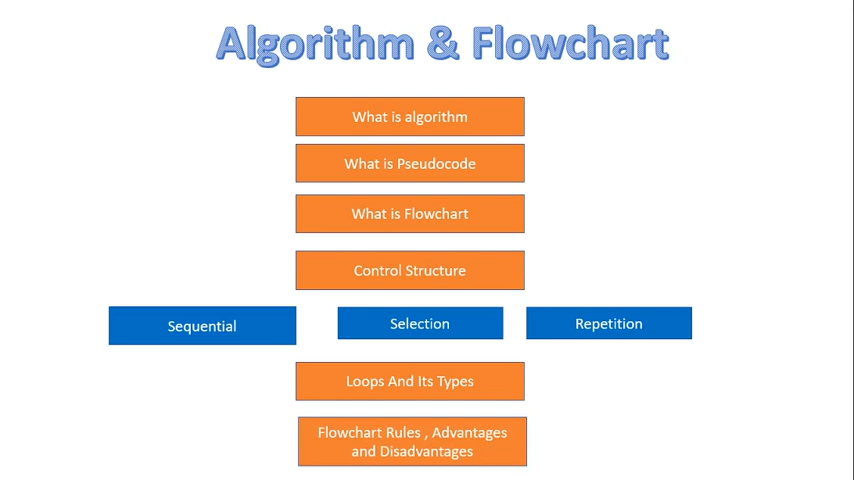 Algorithm & Flowchart
What is algorithm
What is Pseudocode
What is Flowchart
Control Structure
Sequential
Selection
Repetition
Loops And Its Types
Flowchart Rules , Advantages
and Disadvantages